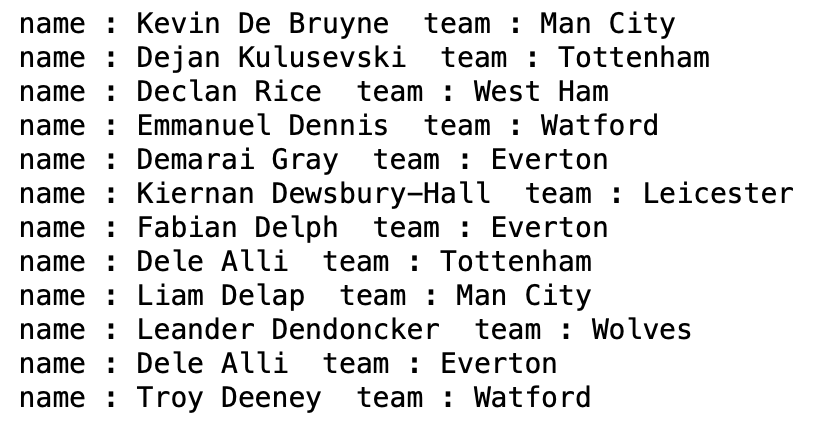 name : Kevin De Bruyne  team : Man City
name : Dejan Kulusevski  team : Tottenham
name : Declan Rice  team : West Ham
name : Emmanuel Dennis  team : Watford
name : Demarai Gray  team : Everton
name : Kiernan Dewsbury-Hall  team : Leicester
name : Fabian Delph  team : Everton
name : Dele Alli  team : Tottenham
name : Liam Delap  team : Man City
name : Leander Dendoncker  team : Wolves
name : Dele Alli  team : Everton
name : Troy Deeney  team : Watford